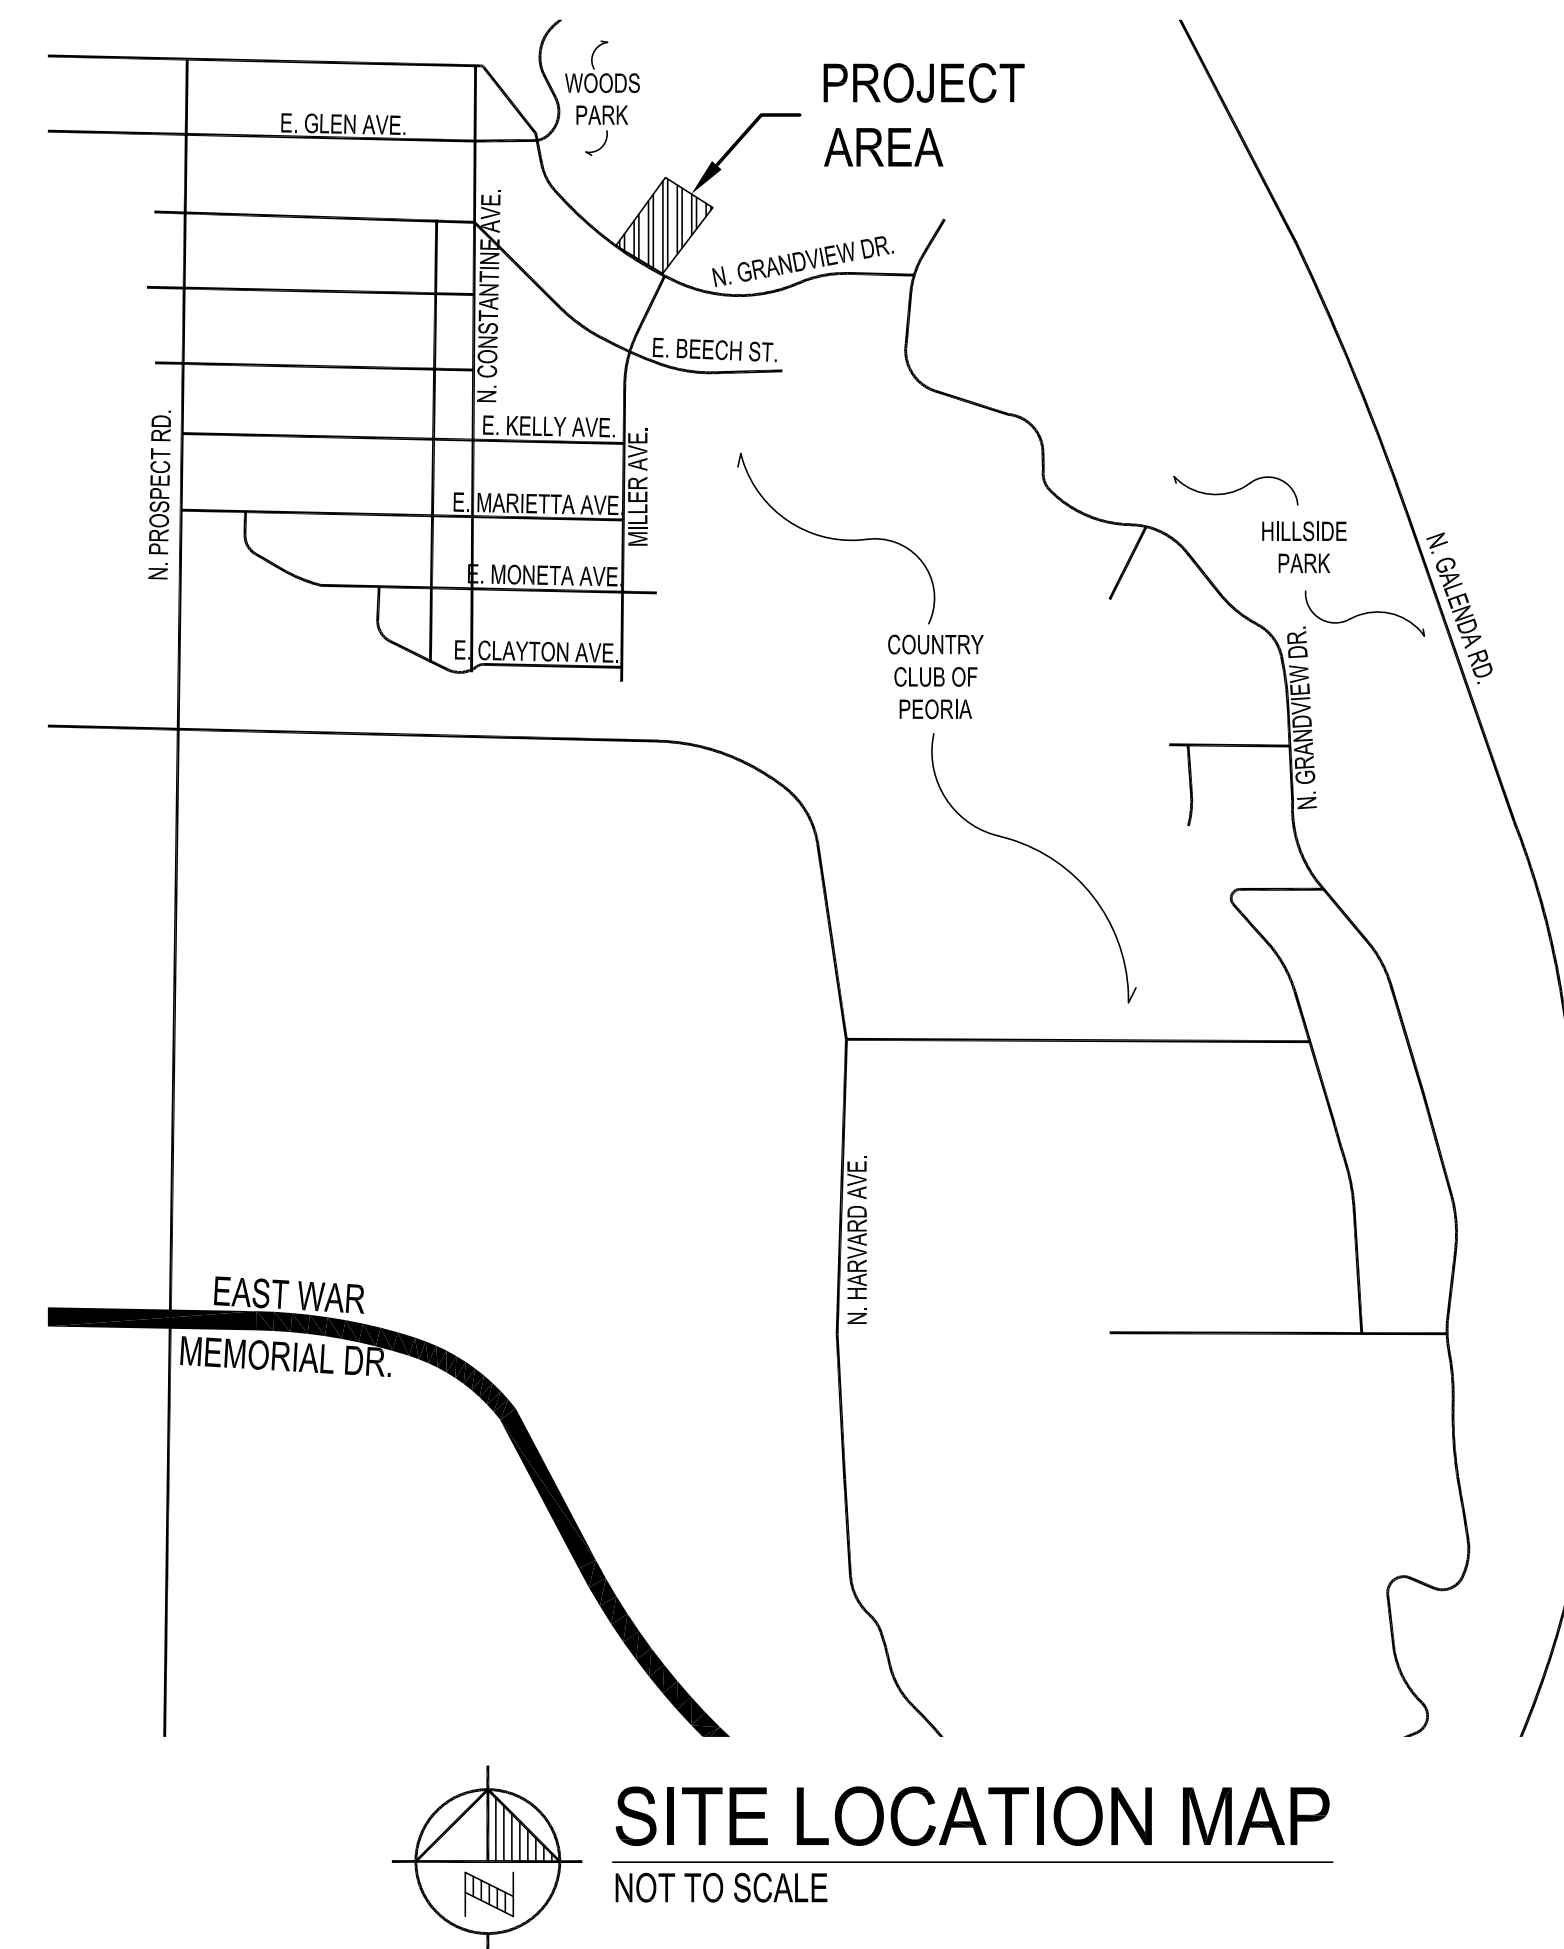 WOODS
PARK
PROJECT
AREA
E. GLEN AVE.
N. CONSTANTINE AVE.
N. GRANDVIEW DR.
E. BEECH ST.
N. PROSPECT RD.
E. KELLY AVE.
MILLER AVE.
E. MARIETTA AVE.
E. MONETA AVE.
E. CLAYTON AVE.
HILLSIDE
PARK
N. GALENDA RD.
COUNTRY
CLUB OF
PEORIA
N. GRANDVIEW DR.
N. HARVARD AVE.
EAST WAR
MEMORIAL DR.
N
SITE LOCATION MAP
NOT TO SCALE